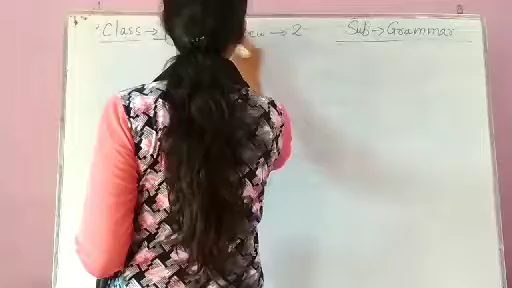 Class → → 2 Sub → Grammar